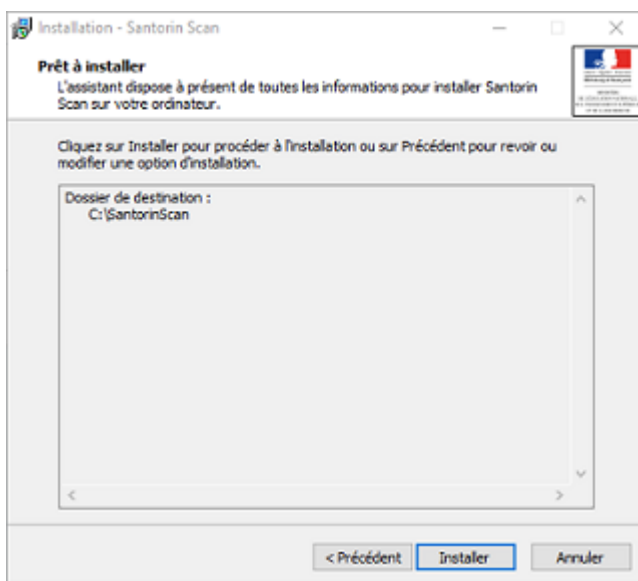 Installation - Santorin Scan
Prêt à installer
L'assistant dispose à présent de toutes les informations pour installer Santorin
Scan sur votre ordinateur.
Cliquez sur Installer pour procéder à l'installation ou sur Précédent pour revoir ou
modifier une option d'installation.
Dossier de destination :
C:\SantorinScan
< Précédent
Installer
Annuler